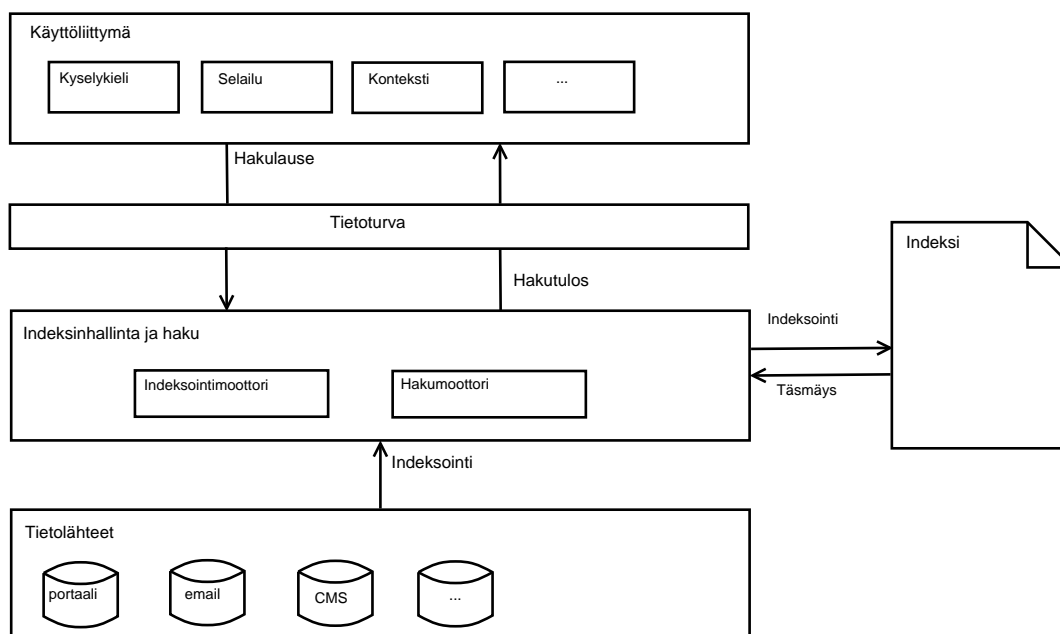 Käyttöliittymä
Kyselykieli
Selailu
Konteksti
...
Hakulause
Tietoturva
Indeksi
Hakutulos
Indeksinhallinta ja haku
Indeksointi
Indeksointimoottori
Hakumoottori
Täsmäys
Indeksointi
Tietolähteet
portaali
email
CMS
...